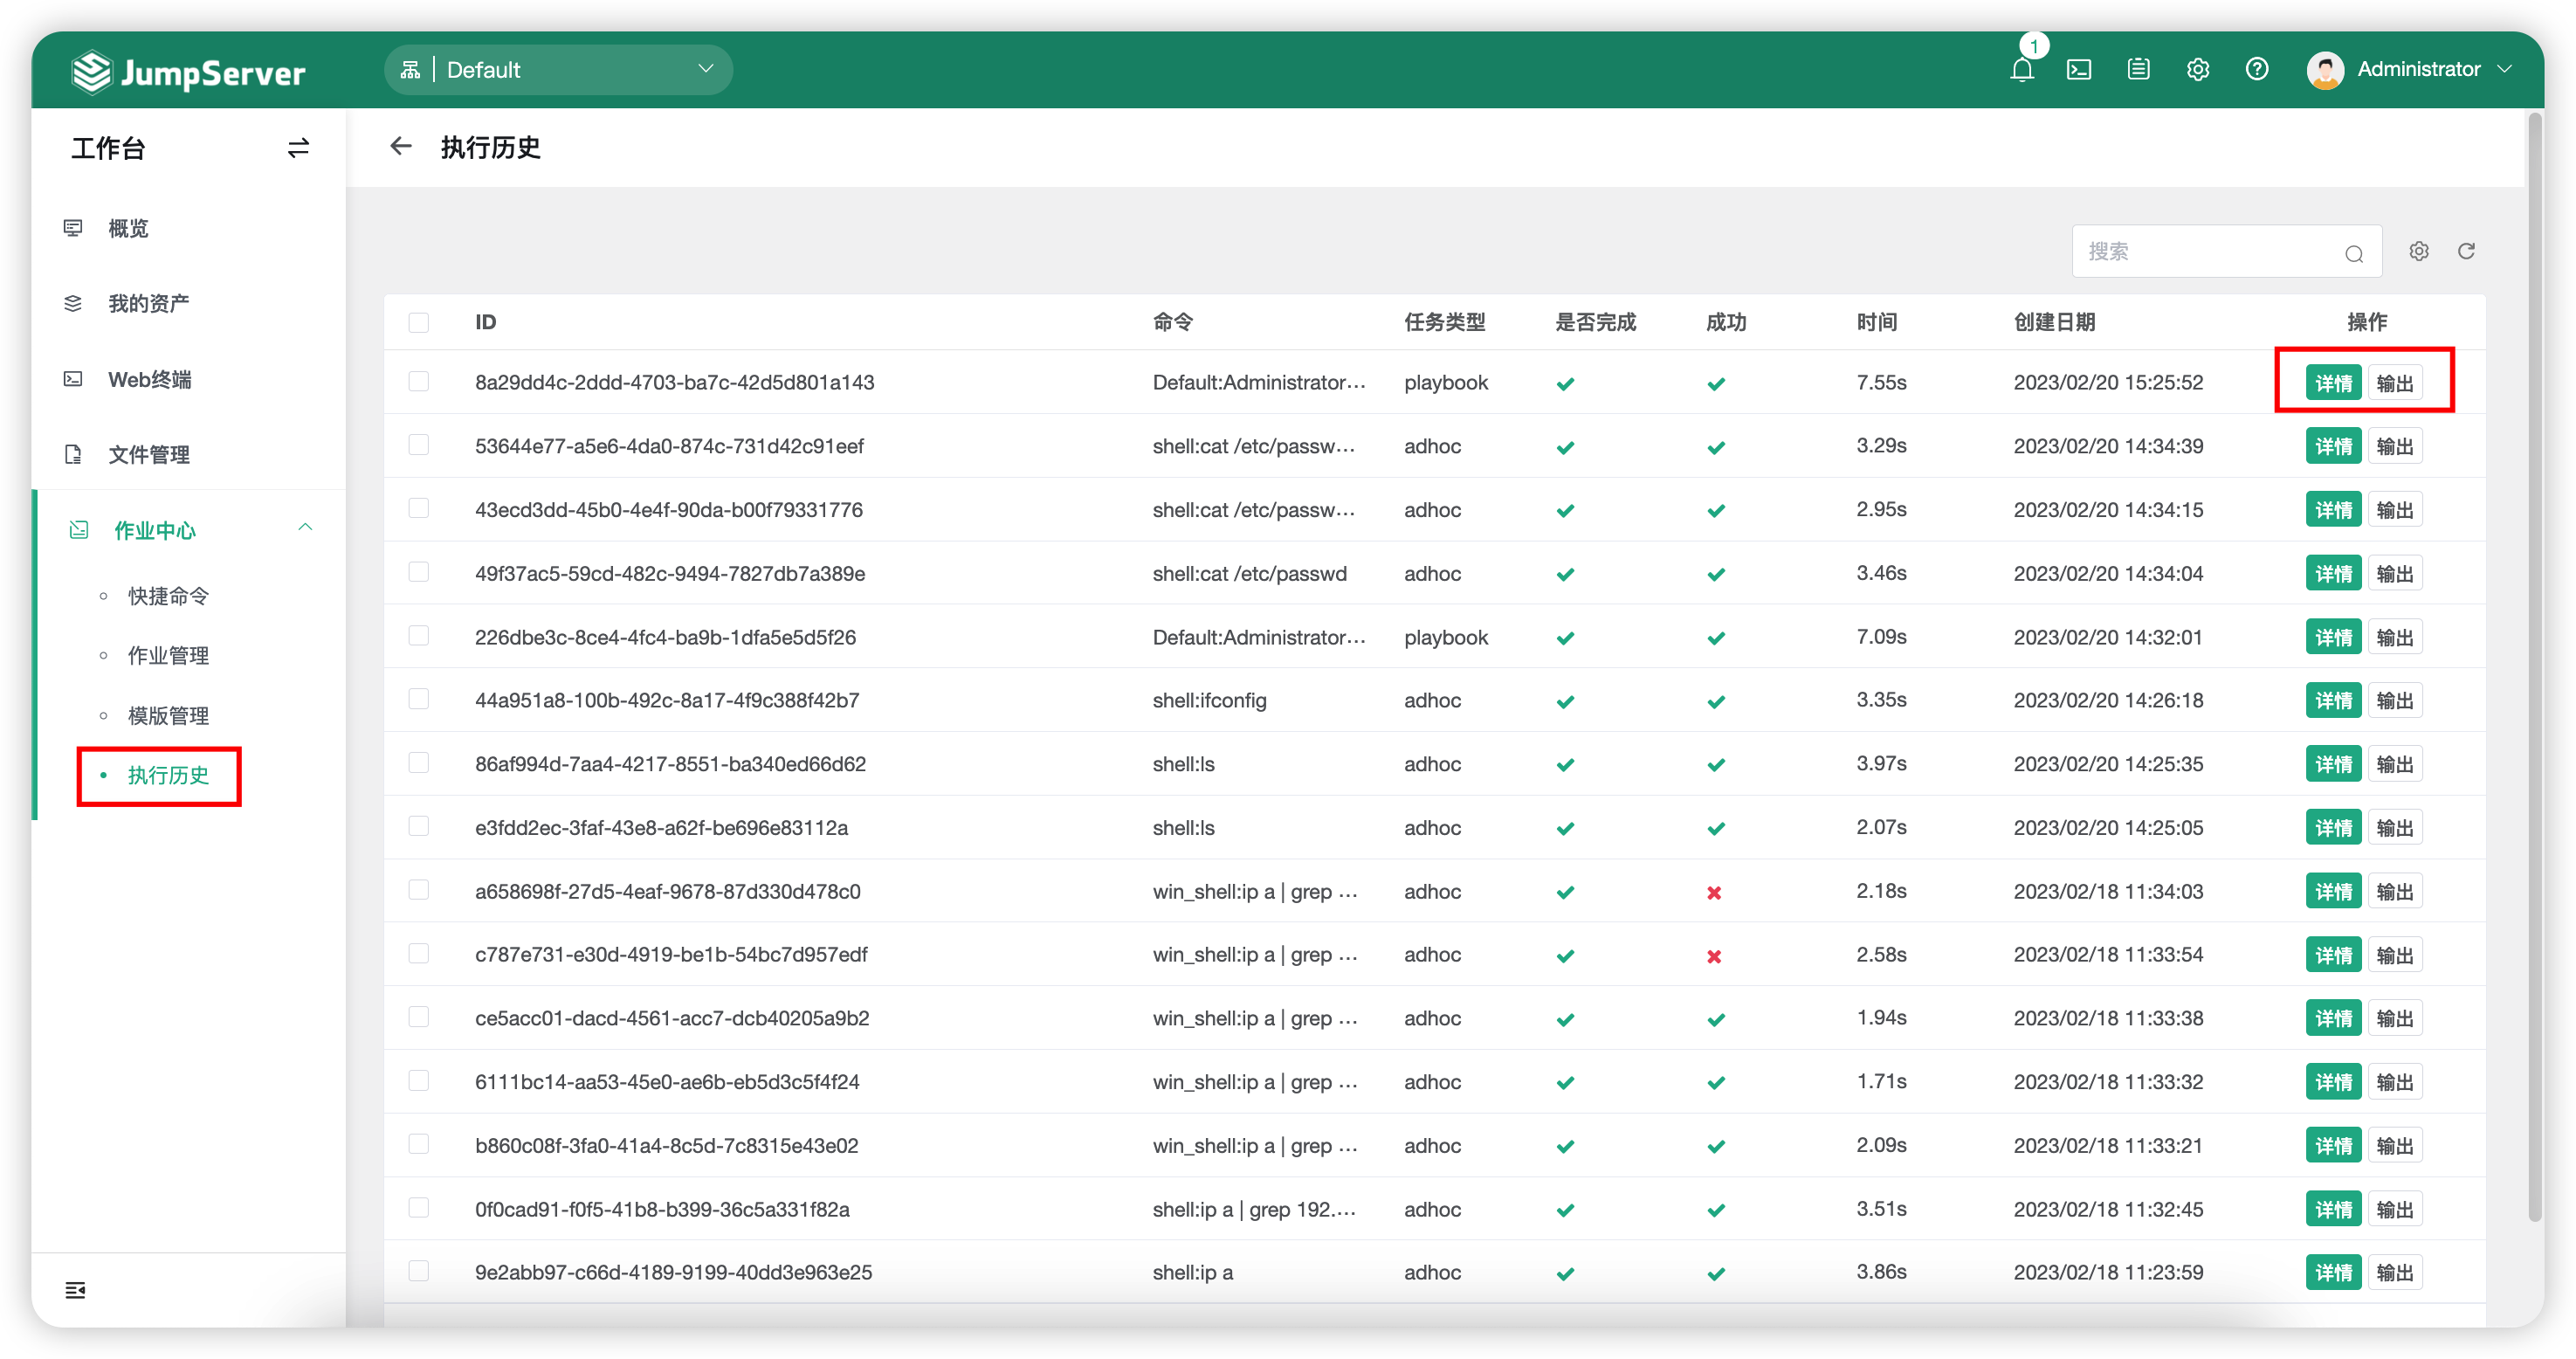 JumpServer
Default
1
Administrator
工作台
执行历史
概览
我的资产
Web终端
文件管理
作业中心
快捷命令
作业管理
模版管理
执行历史
搜索
ID 命令 任务类型 是否完成 成功 时间 创建日期 操作
8a29dd4c-2ddd-4703-ba7c-42d5d801a143 Default:Administrator… playbook 7.55s 2023/02/20 15:25:52 详情 输出
53644e77-a5e6-4da0-874c-731d42c91eef shell:cat /etc/passw… adhoc 3.29s 2023/02/20 14:34:39 详情 输出
43ecd3dd-45b0-4e4f-90da-b00f79331776 shell:cat /etc/passw… adhoc 2.95s 2023/02/20 14:34:15 详情 输出
49f37ac5-59cd-482c-9494-7827db7a389e shell:cat /etc/passwd adhoc 3.46s 2023/02/20 14:34:04 详情 输出
226dbe3c-8ce4-4fc4-ba9b-1dfa5e5d5f26 Default:Administrator… playbook 7.09s 2023/02/20 14:32:01 详情 输出
44a951a8-100b-492c-8a17-4f9c388f42b7 shell:ifconfig adhoc 3.35s 2023/02/20 14:26:18 详情 输出
86af994d-7aa4-4217-8551-ba340ed66d62 shell:ls adhoc 3.97s 2023/02/20 14:25:35 详情 输出
e3fdd2ec-3faf-43e8-a62f-be696e83112a shell:ls adhoc 2.07s 2023/02/20 14:25:05 详情 输出
a658698f-27d5-4eaf-9678-87d330d478c0 win_shell:ip a | grep … adhoc 2.18s 2023/02/18 11:34:03 详情 输出
c787e731-e30d-4919-be1b-54bc7d957edf win_shell:ip a | grep … adhoc 2.58s 2023/02/18 11:33:54 详情 输出
ce5acc01-dacd-4561-acc7-dcb40205a9b2 win_shell:ip a | grep … adhoc 1.94s 2023/02/18 11:33:38 详情 输出
6111bc14-aa53-45e0-ae6b-eb5d3c5f4f24 win_shell:ip a | grep … adhoc 1.71s 2023/02/18 11:33:32 详情 输出
b860c08f-3fa0-41a4-8c5d-7c8315e43e02 win_shell:ip a | grep … adhoc 2.09s 2023/02/18 11:33:21 详情 输出
0f0cad91-f0f5-41b8-b399-36c5a331f82a shell:ip a | grep 192.… adhoc 3.51s 2023/02/18 11:32:45 详情 输出
9e2abb97-c66d-4189-9199-40dd3e963e25 shell:ip a adhoc 3.86s 2023/02/18 11:23:59 详情 输出